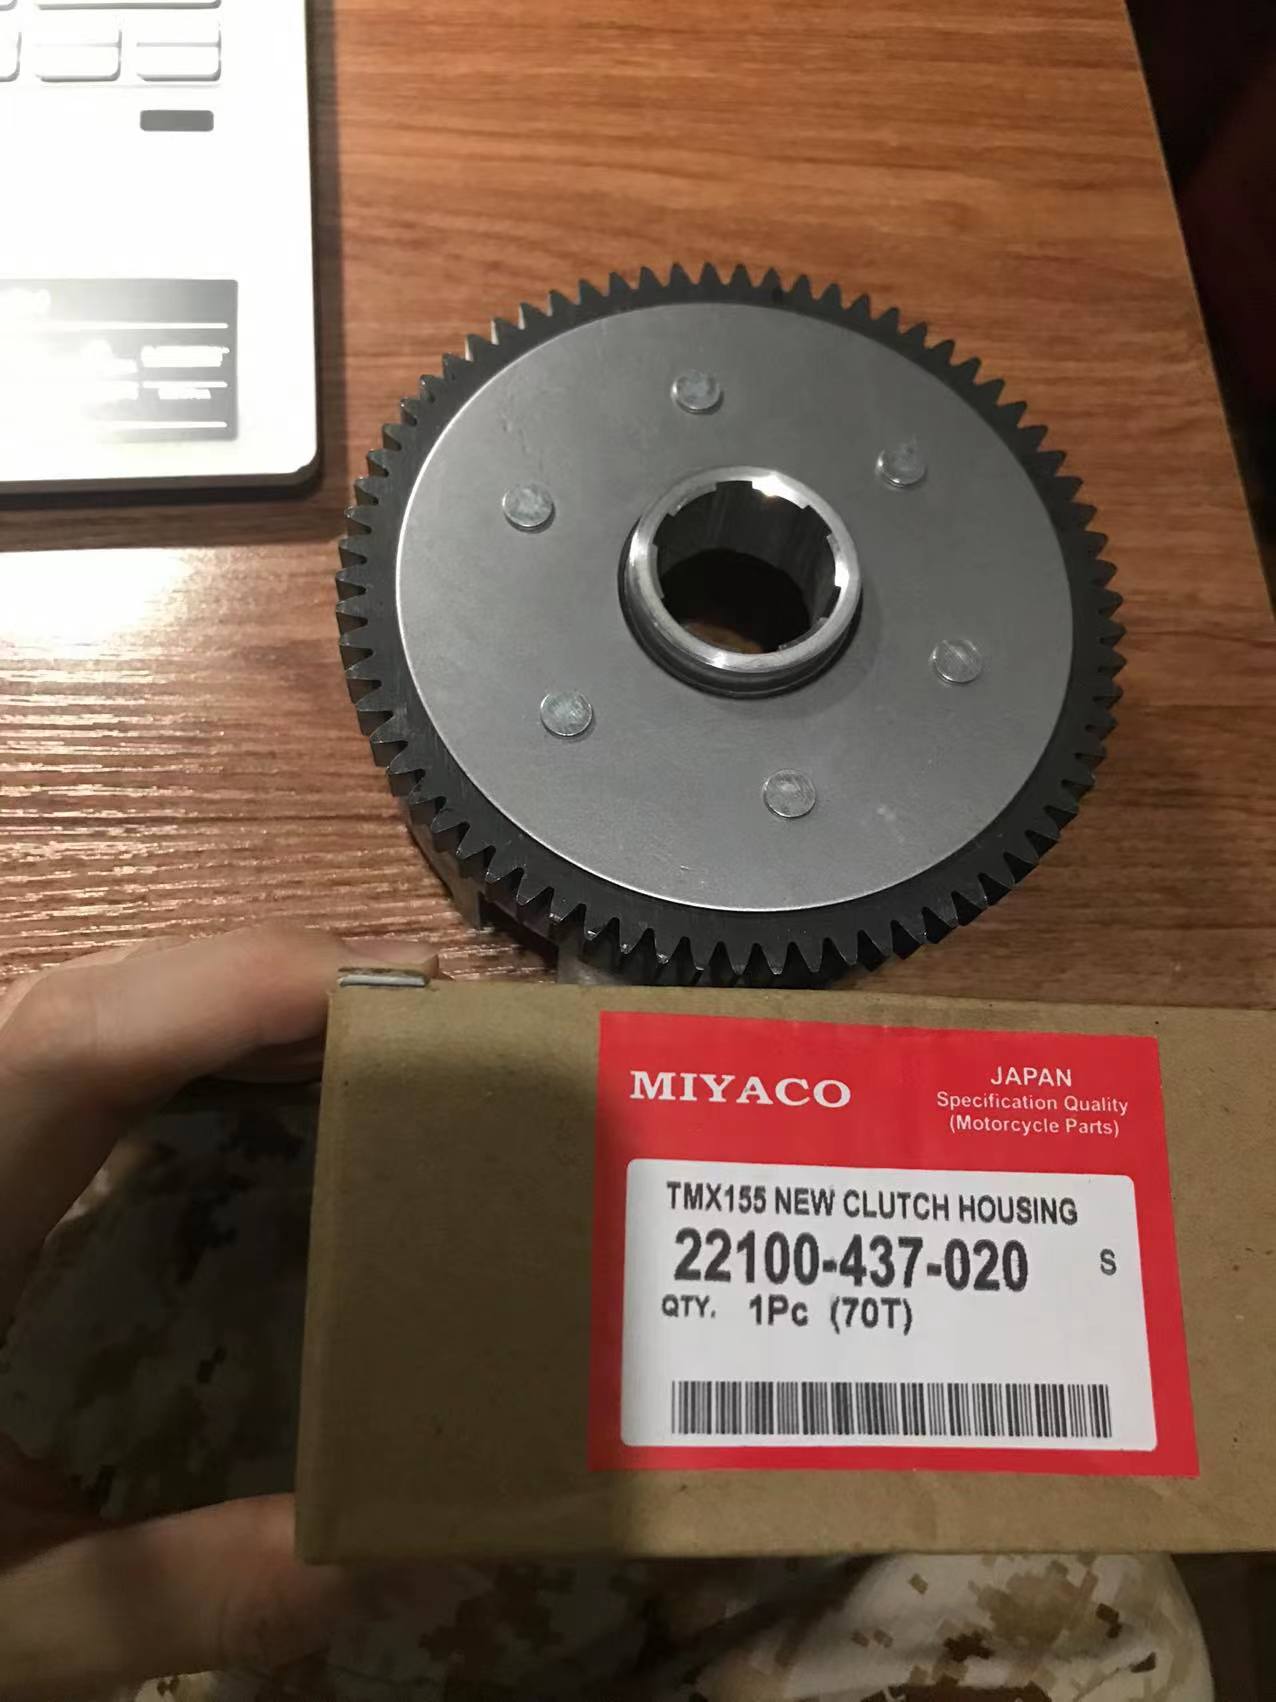 MIYACO
JAPAN
Specification Quality
(Motorcycle Parts)
TMX155 NEW CLUTCH HOUSING
22100-437-020
S
QTY. 1Pc (70T)